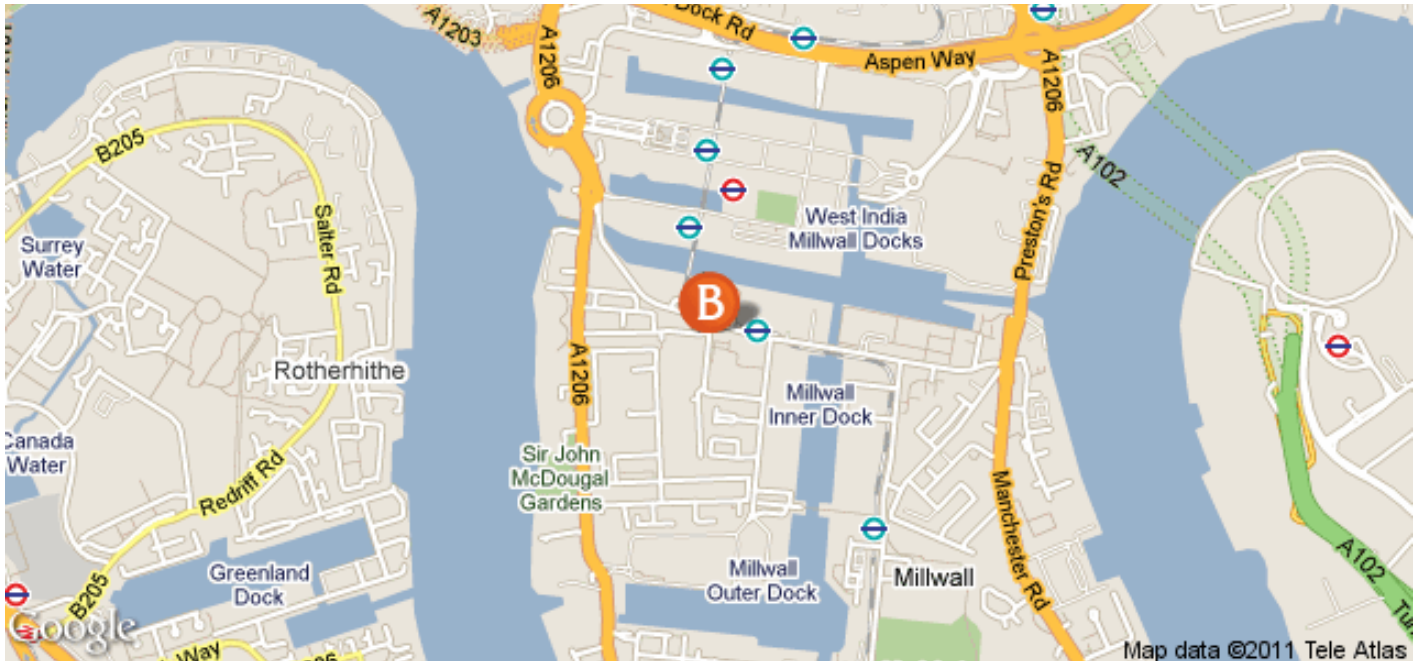 A1203
A1206
Dock Rd
Aspen Way
A1206
B205
A102
Salter Rd
Surrey
Water
West India
Millwall Docks
Preston's Rd
B
A1206
Rotherhithe
Millwall
Inner Dock
Canada
Water
Sir John
McDougal
Gardens
Redriff Rd
Manchester Rd
A102
Greenland
Dock
Millwall
Outer Dock
Millwall
B205
Google
Way
Map data ©2011 Tele Atlas